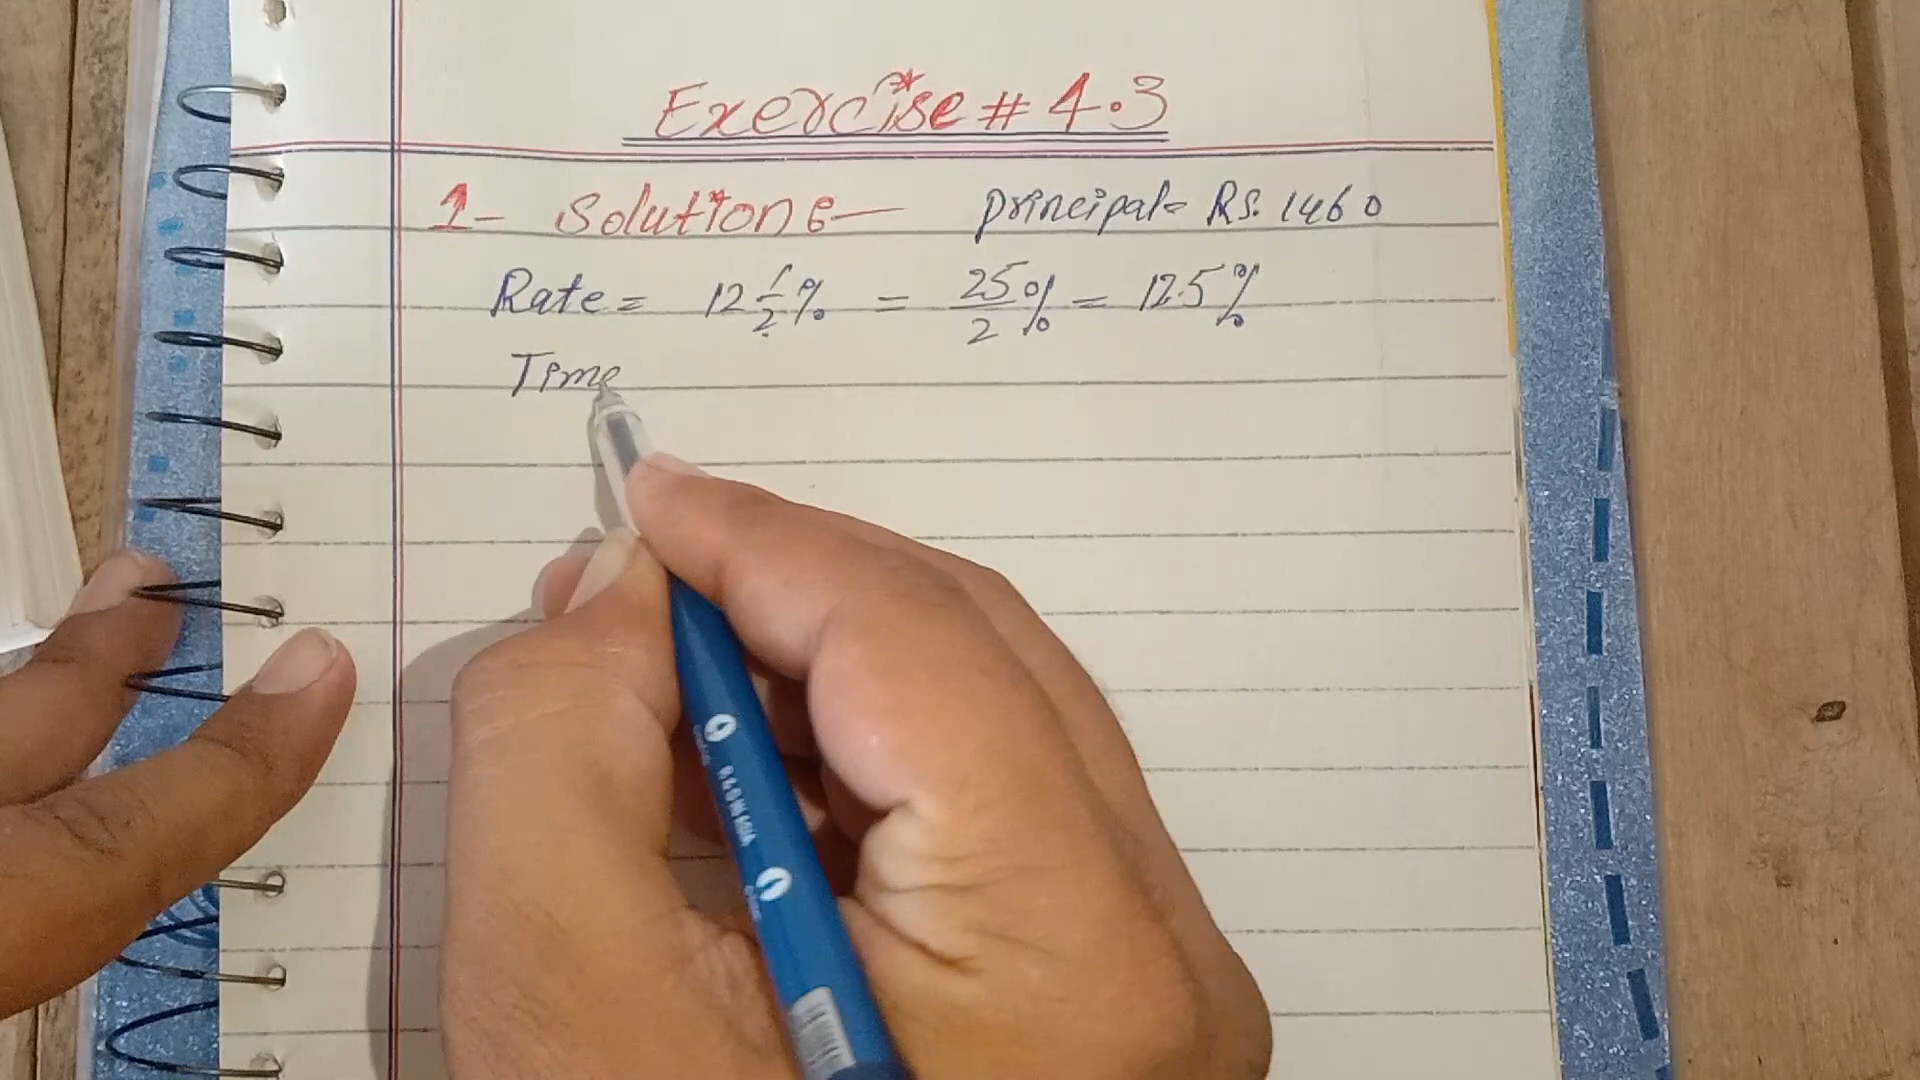 Exercise # 4.3
1- Solution :— principal= RS. 1460
Rate = 12 1/2 % = 25/2 % = 12.5%
Time